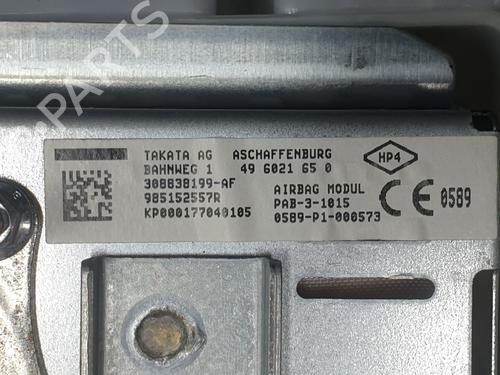 TAKATA AG ASCHAFFENBURG
BAHNWEG 1 49 6021 65 0
308838199-AF
985152557R
KP000177040105
AIRBAG MODUL
PAB-3-1015
0589-P1-000573
HP4
CE 0589
PARTS